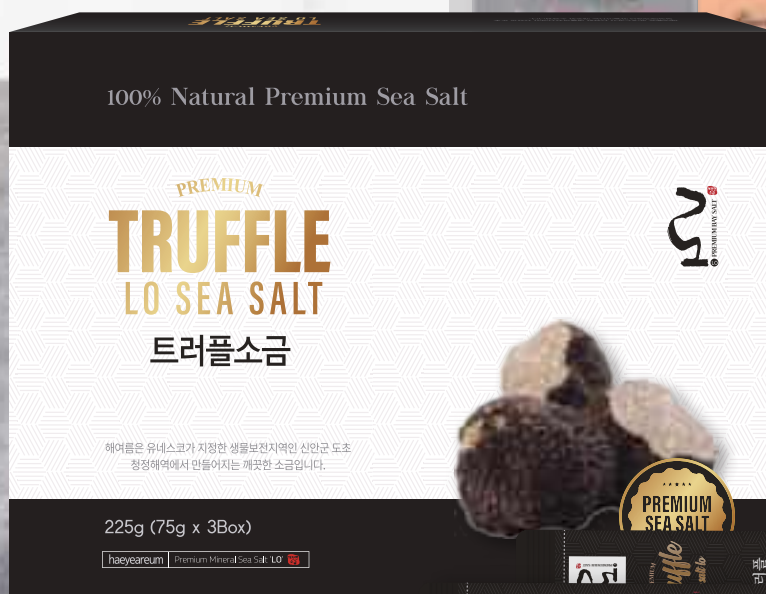 TRUFFLE
100% Natural Premium Sea Salt
PREMIUM
TRUFFLE
LO SEA SALT
트러플소금
로
PREMIUM BAY SALT
해여름은 유네스코가 지정한 생물보전지역인 신안군 도초
청정해역에서 만들어지는 깨끗한 소금입니다.
PREMIUM
SEA SALT
225g (75g x 3Box)
haeyeareum
Premium Mineral Sea Salt 'LO'